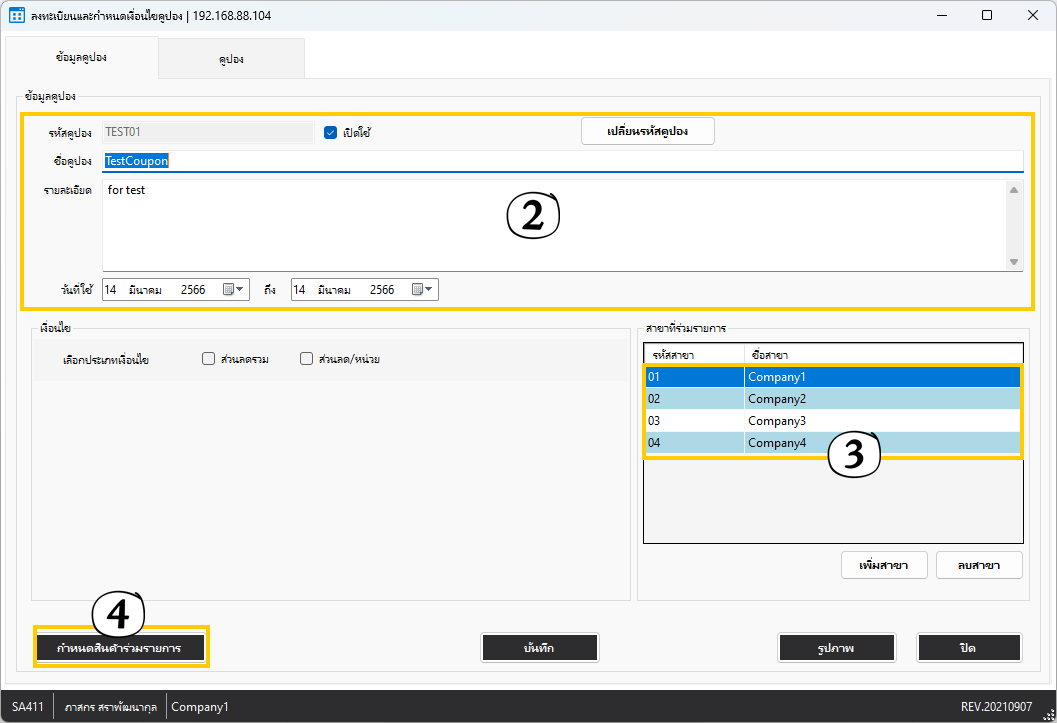 ลงทะเบียนและกำหนดเงื่อนไขคูปอง | 192.168.88.104
ข้อมูลคูปอง
คูปอง
ข้อมูลคูปอง
รหัสคูปอง TEST01 เปิดใช้ เปลี่ยนรหัสคูปอง
ชื่อคูปอง TestCoupon
รายละเอียด for test
2
วันที่ใช้ 14 มีนาคม 2566 ถึง 14 มีนาคม 2566
เงื่อนไข
เลือกประเภทเงื่อนไข ส่วนลดรวม ส่วนลด/หน่วย
สาขาที่ร่วมรายการ
รหัสสาขา ชื่อสาขา
01 Company1
02 Company2
03 Company3
04 Company4
3
เพิ่มสาขา ลบสาขา
4
กำหนดสินค้าร่วมรายการ บันทึก รูปภาพ ปิด
SA411 ภาสกร สราพัฒนากุล Company1 REV.20210907